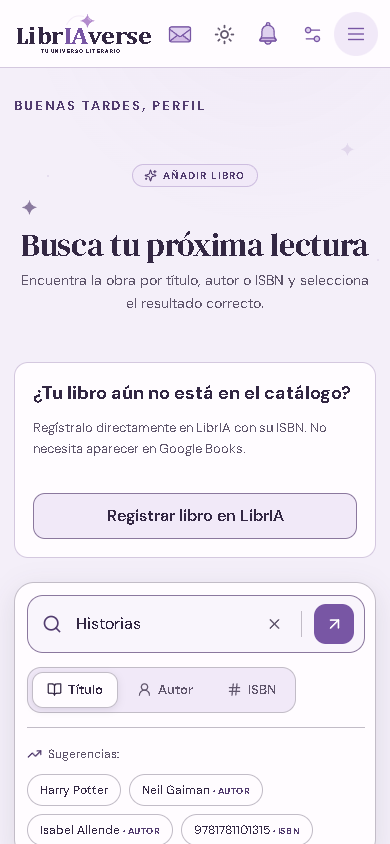 LibrIAverse
TU UNIVERSO LITERARIO
BUENAS TARDES, PERFIL
AÑADIR LIBRO
Busca tu próxima lectura
Encuentra la obra por título, autor o ISBN y selecciona
el resultado correcto.
¿Tu libro aún no está en el catálogo?
Regístralo directamente en LibrIA con su ISBN. No
necesita aparecer en Google Books.
Registrar libro en LibrIA
Historias
Título Autor ISBN
Sugerencias:
Harry Potter Neil Gaiman · AUTOR
Isabel Allende · AUTOR 9781781101315 · ISBN